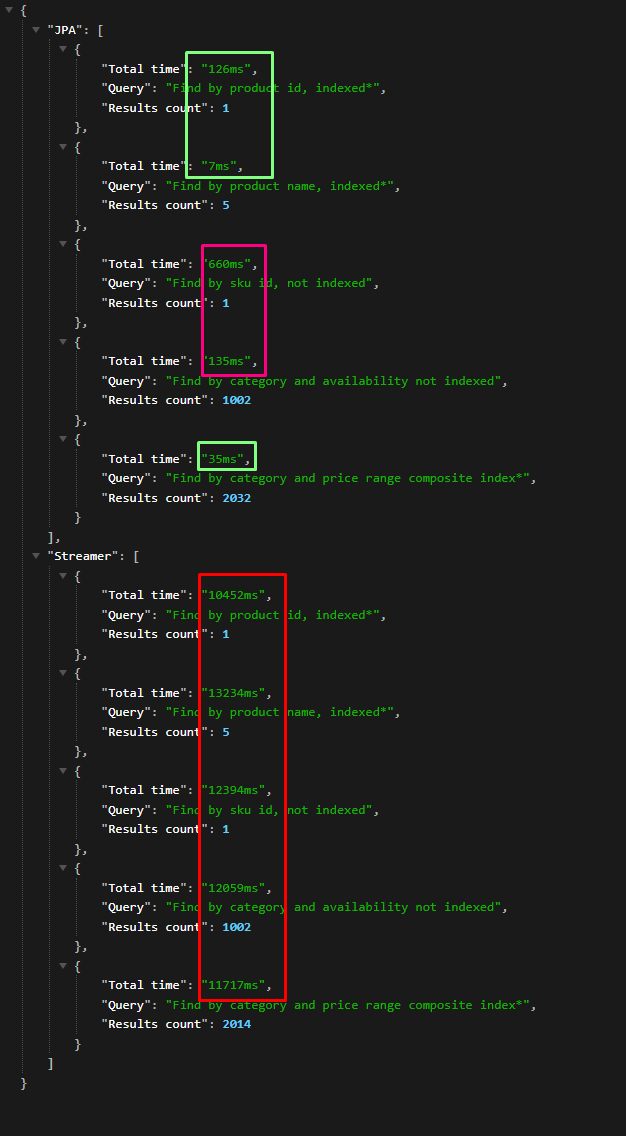 {
"JPA": [
{
"Total time": "126ms",
"Query": "Find by product id, indexed*",
"Results count": 1
},
{
"Total time": "7ms",
"Query": "Find by product name, indexed*",
"Results count": 5
},
{
"Total time": "660ms",
"Query": "Find by sku id, not indexed",
"Results count": 1
},
{
"Total time": "135ms",
"Query": "Find by category and availability not indexed",
"Results count": 1002
},
{
"Total time": "35ms",
"Query": "Find by category and price range composite index*",
"Results count": 2032
}
],
"Streamer": [
{
"Total time": "10452ms",
"Query": "Find by product id, indexed*",
"Results count": 1
},
{
"Total time": "13234ms",
"Query": "Find by product name, indexed*",
"Results count": 5
},
{
"Total time": "12394ms",
"Query": "Find by sku id, not indexed",
"Results count": 1
},
{
"Total time": "12059ms",
"Query": "Find by category and availability not indexed",
"Results count": 1002
},
{
"Total time": "11717ms",
"Query": "Find by category and price range composite index*",
"Results count": 2014
}
]
}